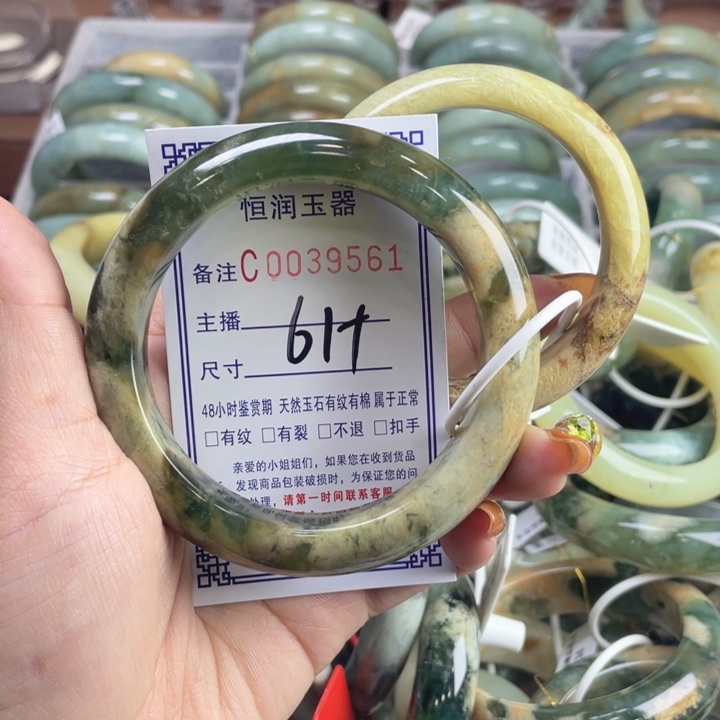 恒润玉器
备注C0039561
主播
尺寸 61+
48小时鉴赏期 天然玉石有纹有棉 属于正常
□有纹 □有裂 □不退 □扣手
亲爱的小姐姐们，如果您在收到货品
发现商品包装破损时，为保证您的问
处理，请第一时间联系客服